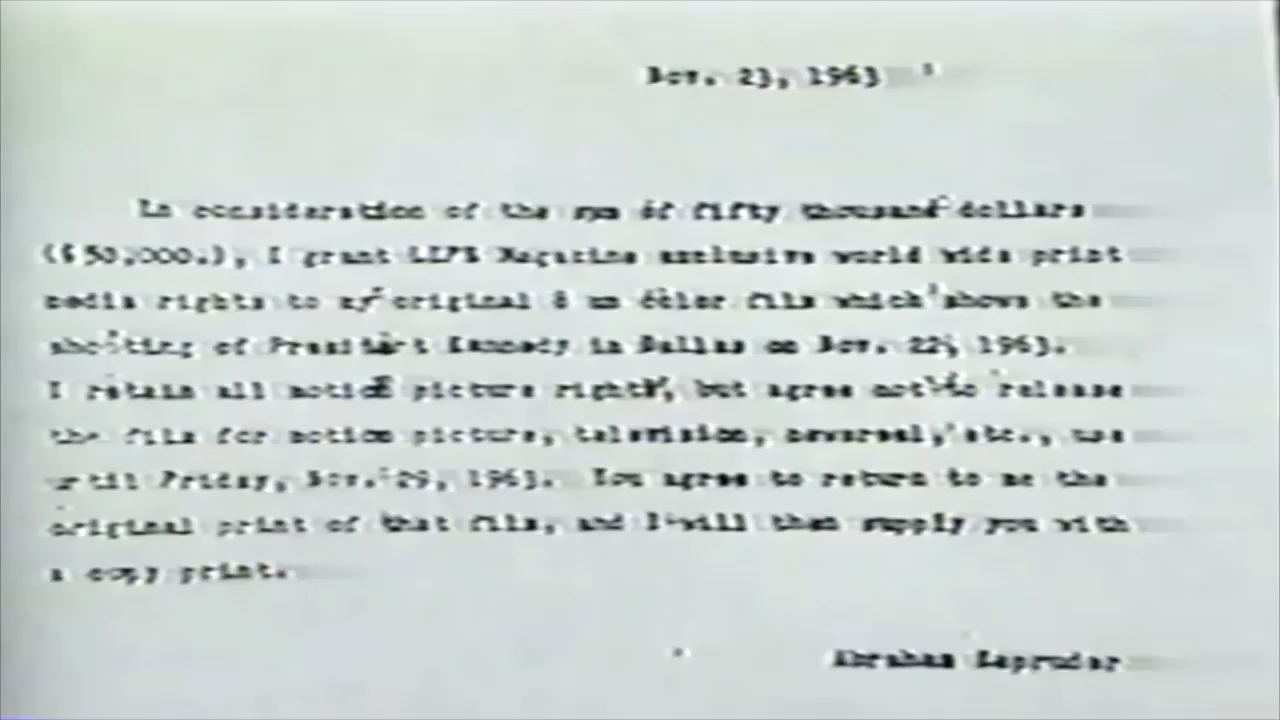 Nov. 23, 1963
In consideration of the sum of fifty thousand dollars
($50,000.), I grant LIFE Magazine exclusive world wide print
media rights to my original 8 mm color film which shows the
shooting of President Kennedy in Dallas on Nov. 22, 1963.
I retain all motion picture rights, but agree not to release
the film for motion picture, television, newsreel, etc., use
until Friday, Nov. 29, 1963. You agree to return to me the
original print of that film, and I will then supply you with
a copy print.
Abraham Zapruder